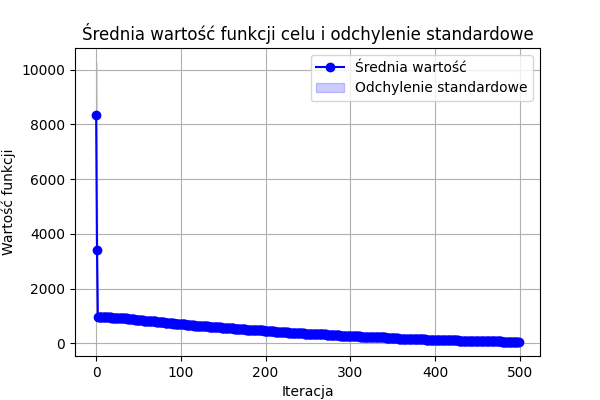 Średnia wartość funkcji celu i odchylenie standardowe
Średnia wartość
Odchylenie standardowe
Wartość funkcji
10000
8000
6000
4000
2000
0
0 100 200 300 400 500
Iteracja